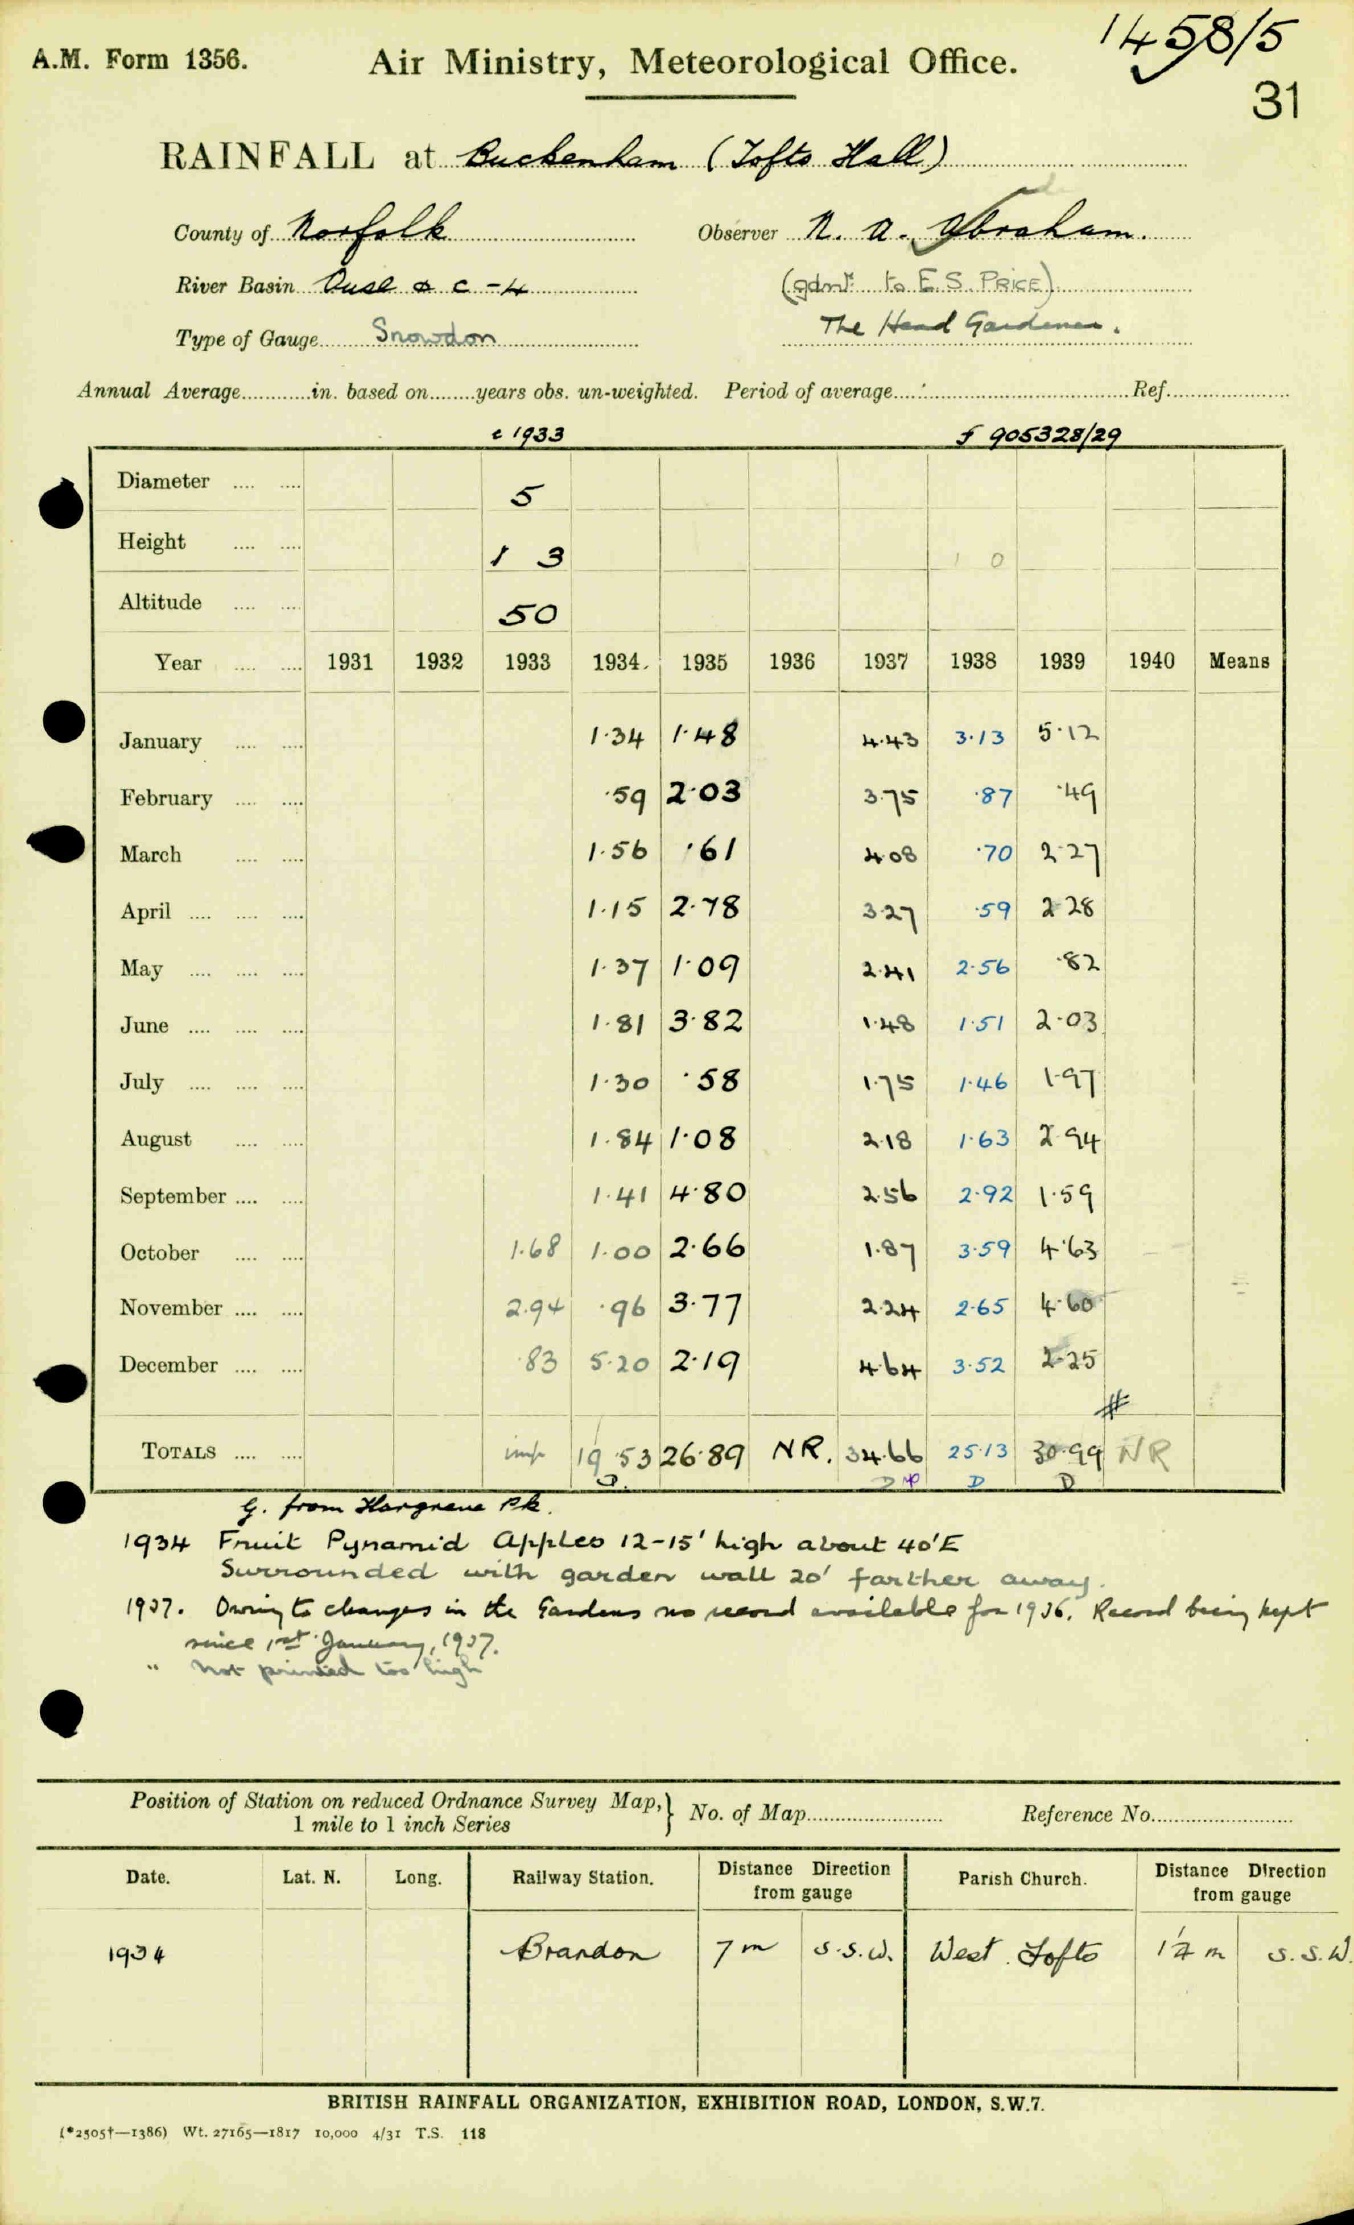 1458/5
A.M. Form 1356. Air Ministry, Meteorological Office.
31
RAINFALL at Buckenham (Tofts Hall)
County of Norfolk Observer N. A. Abraham.
River Basin Ouse & c -4 (gdnr. to E.S. PRICE)
Type of Gauge Snowdon The Head Gardener.
Annual Average in. based on years obs. un-weighted. Period of average Ref.
c 1933 f 905328/29
Diameter 5
Height 1 3 1 0
Altitude 50
Year 1931 1932 1933 1934 1935 1936 1937 1938 1939 1940 Means
January 1.34 1.48 4.43 3.13 5.12
February .59 2.03 3.75 .87 .49
March 1.56 .61 4.08 .70 2.27
April 1.15 2.78 3.27 .59 2.28
May 1.37 1.09 2.41 2.56 .82
June 1.81 3.82 1.48 1.51 2.03
July 1.30 .58 1.75 1.46 1.97
August 1.84 1.08 2.18 1.63 2.94
September 1.41 4.80 2.56 2.92 1.59
October 1.68 1.00 2.66 1.87 3.59 4.63
November 2.94 .96 3.77 2.24 2.65 4.60
December .83 5.20 2.19 4.64 3.52 2.25
#
TOTALS imp 19.53 26.89 NR. 34.66 25.13 30.99 NR
D. D D D
G. from Hargreave Pk.
1934 Fruit Pyramid Apples 12-15' high about 40'E
Surrounded with garden wall 20' farther away.
1937. Owing to changes in the Gardens no record available for 1936. Record being kept
since 1st January, 1937.
" Not printed too high
Position of Station on reduced Ordnance Survey Map, } No. of Map Reference No.
1 mile to 1 inch Series
Date. Lat. N. Long. Railway Station. Distance Direction from gauge Parish Church. Distance Direction from gauge
1934 Brandon 7 m S.S.W. West Tofts 1½ m S.S.W.
BRITISH RAINFALL ORGANIZATION, EXHIBITION ROAD, LONDON, S.W.7.
(*2505†—1386) Wt. 27165—1817 10,000 4/31 T.S. 118